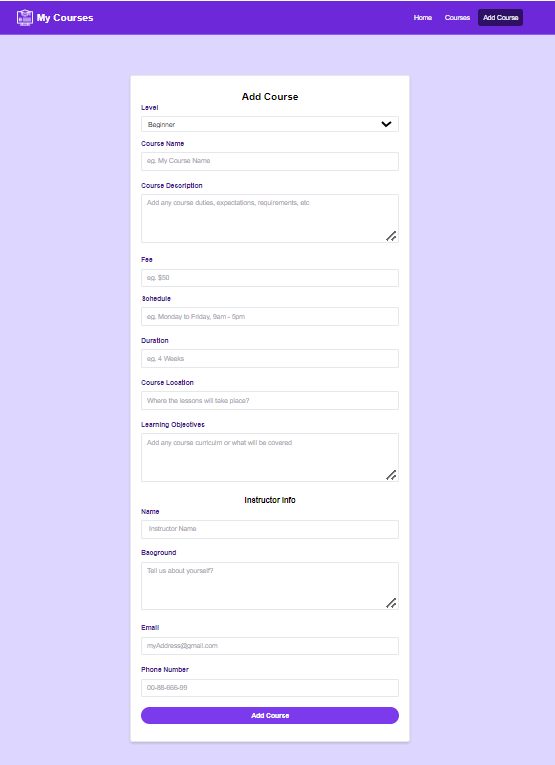 My Courses
Home Courses Add Course
Add Course
Level
Beginner
Course Name
eg. My Course Name
Course Description
Add any course duties, expectations, requirements, etc
Fee
eg. $50
Schedule
eg. Monday to Friday, 9am - 5pm
Duration
eg. 4 Weeks
Course Location
Where the lessons will take place?
Learning Objectives
Add any course curriculm or what will be covered
Instructor Info
Name
Instructor Name
Bacground
Tell us about yourself?
Email
myAddress@gmail.com
Phone Number
00-88-666-99
Add Course